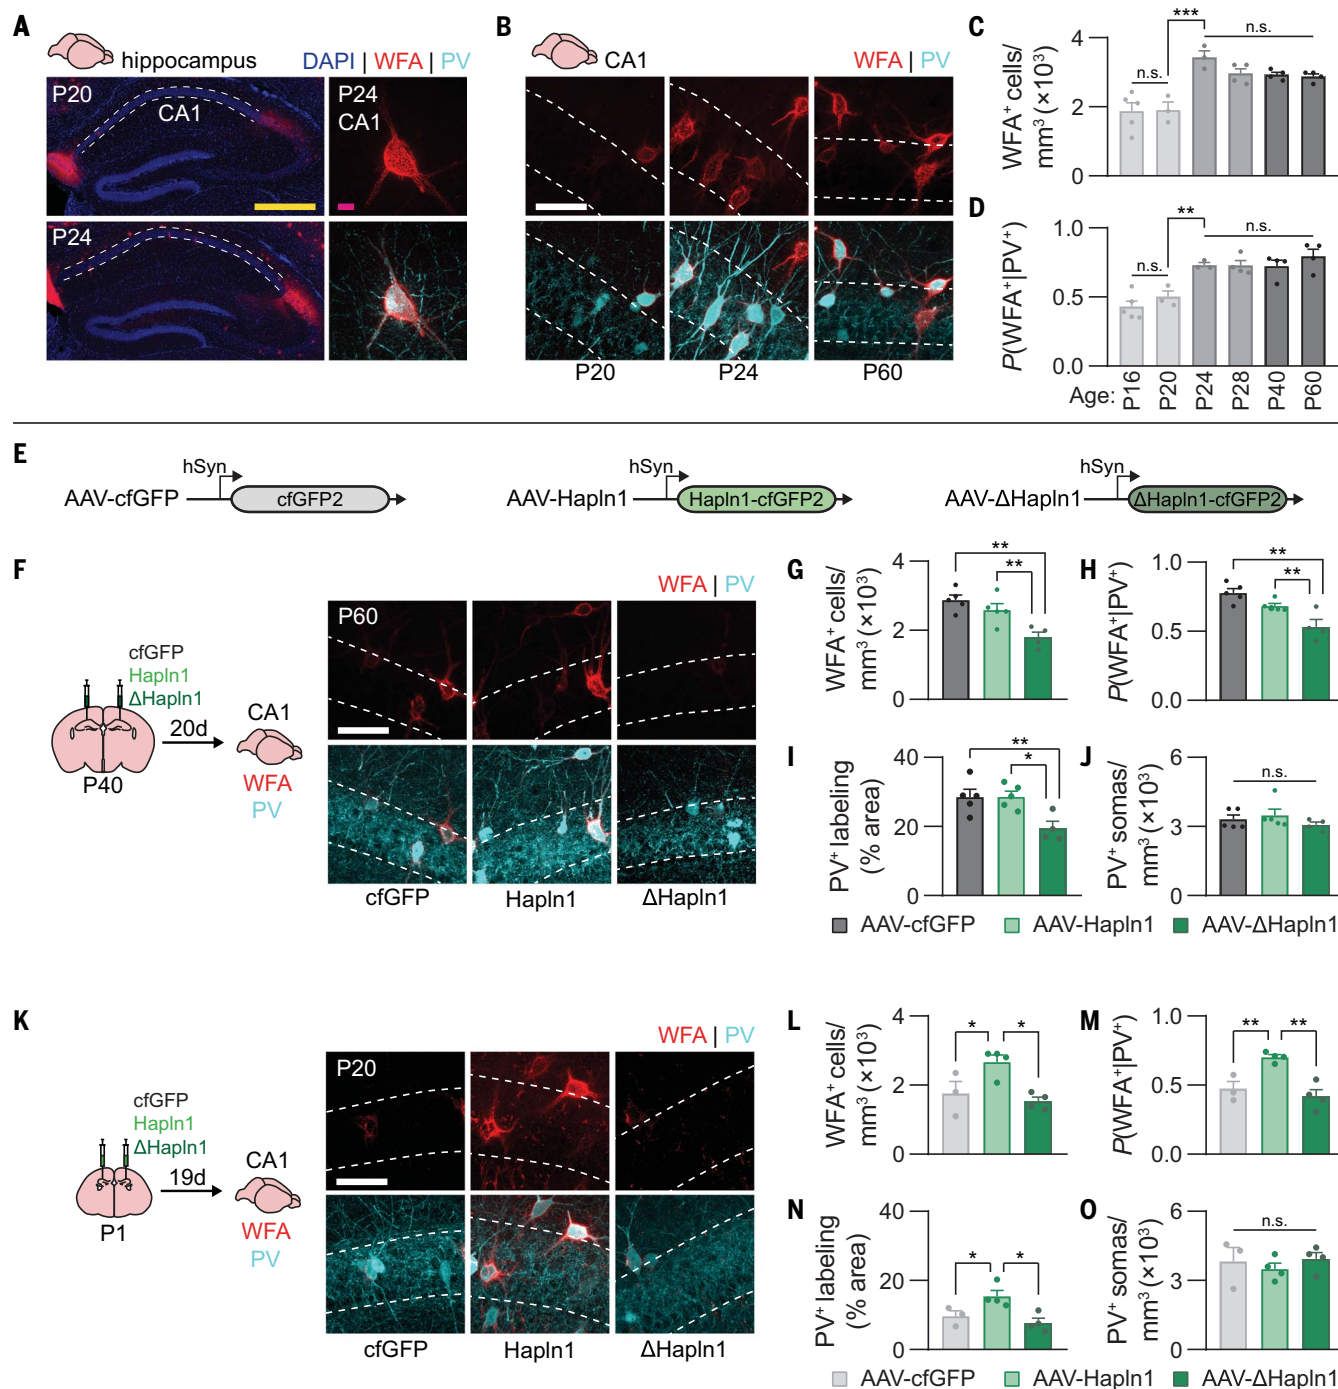 A
hippocampus
DAPI | WFA | PV
P20
CA1
P24
CA1
P24
B
CA1
WFA | PV
P20
P24
P60
C
WFA⁺ cells/
mm³ (×10³)
4
2
0
n.s.
***
n.s.
D
P(WFA⁺|PV⁺)
1.0
0.5
0.0
n.s.
**
n.s.
Age: P16 P20 P24 P28 P40 P60
E
AAV-cfGFP
hSyn
cfGFP2
AAV-Hapln1
hSyn
Hapln1-cfGFP2
AAV-ΔHapln1
hSyn
ΔHapln1-cfGFP2
F
cfGFP
Hapln1
ΔHapln1
P40
20d
CA1
WFA
PV
WFA | PV
P60
cfGFP
Hapln1
ΔHapln1
G
WFA⁺ cells/
mm³ (×10³)
4
2
0
**
**
H
P(WFA⁺|PV⁺)
1.0
0.5
0.0
**
**
I
PV⁺ labeling
(% area)
40
20
0
**
*
J
PV⁺ somas/
mm³ (×10³)
6
3
0
n.s.
AAV-cfGFP
AAV-Hapln1
AAV-ΔHapln1
K
cfGFP
Hapln1
ΔHapln1
P1
19d
CA1
WFA
PV
WFA | PV
P20
cfGFP
Hapln1
ΔHapln1
L
WFA⁺ cells/
mm³ (×10³)
4
2
0
*
*
M
P(WFA⁺|PV⁺)
1.0
0.5
0.0
**
**
N
PV⁺ labeling
(% area)
40
20
0
*
*
O
PV⁺ somas/
mm³ (×10³)
6
3
0
n.s.
AAV-cfGFP
AAV-Hapln1
AAV-ΔHapln1